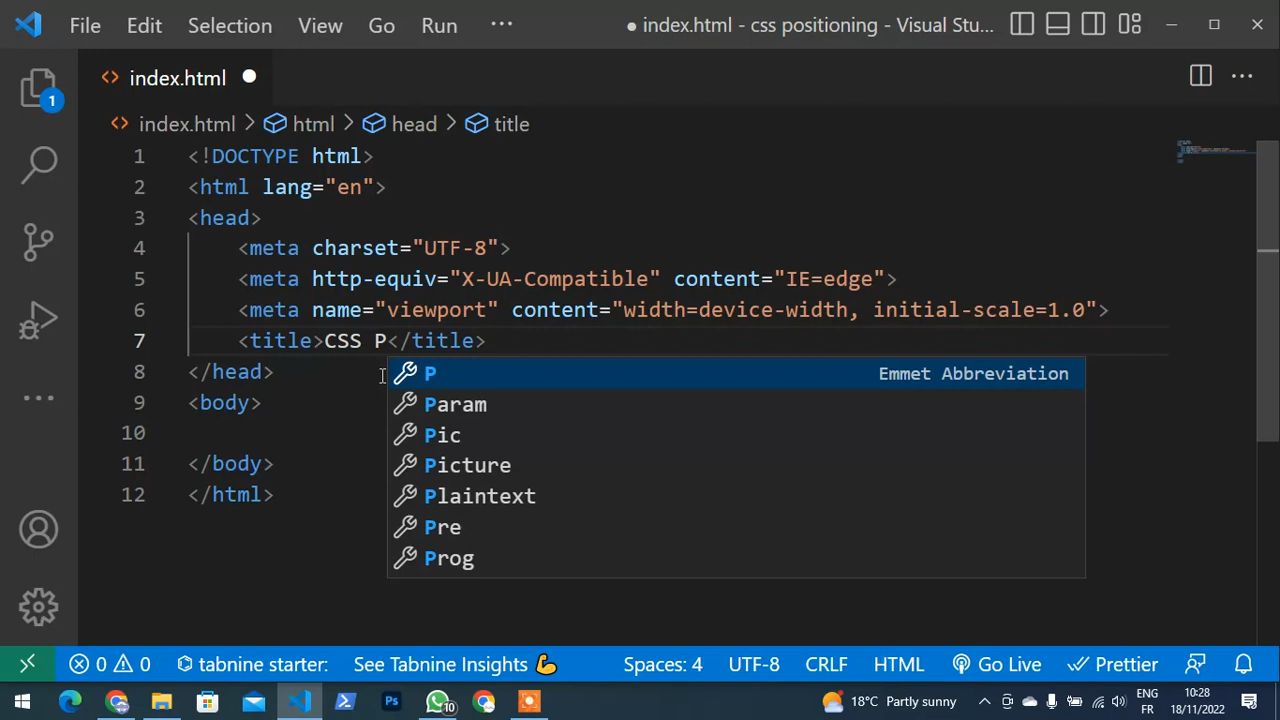 File Edit Selection View Go Run ··· ● index.html - css positioning - Visual Stu...
index.html
1
index.html > html > head > title
1 <!DOCTYPE html>
2 <html lang="en">
3 <head>
4 <meta charset="UTF-8">
5 <meta http-equiv="X-UA-Compatible" content="IE=edge">
6 <meta name="viewport" content="width=device-width, initial-scale=1.0">
7 <title>CSS P</title>
8 </head>
P Emmet Abbreviation
9 <body>
Param
10
Pic
11 </body>
Picture
12 </html>
Plaintext
Pre
Prog
0 0 tabnine starter: See Tabnine Insights 💪 Spaces: 4 UTF-8 CRLF HTML Go Live Prettier
Ps 10 18°C Partly sunny ENG FR 10:28 18/11/2022